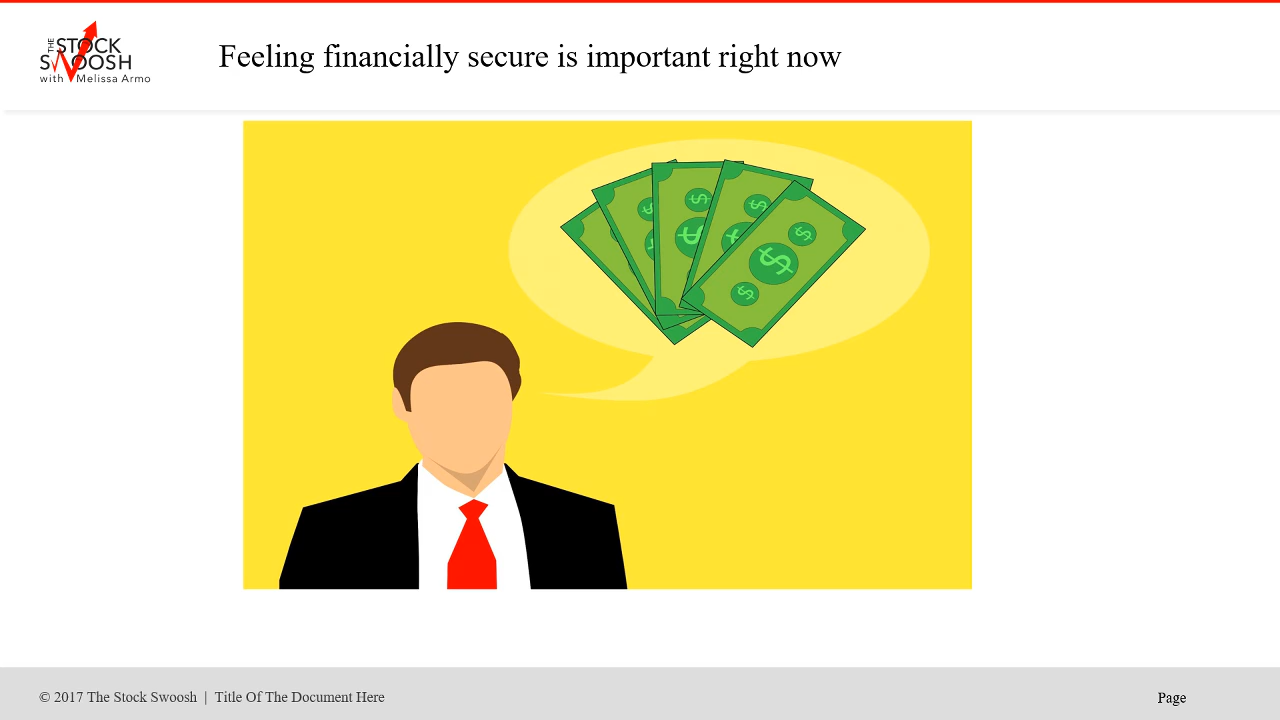 THE STOCK
SWOOSH
with Melissa Armo
Feeling financially secure is important right now
$ $ $ $ $ $ $ $
© 2017 The Stock Swoosh | Title Of The Document Here
Page